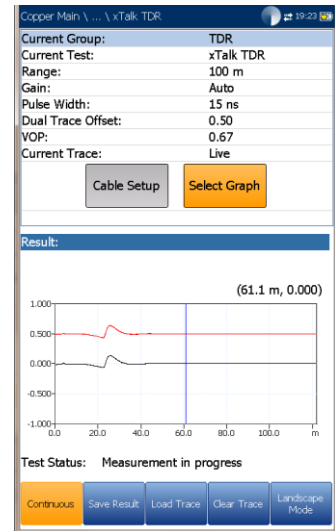 Copper Main \ ... \ xTalk TDR 19:23
Current Group: TDR
Current Test: xTalk TDR
Range: 100 m
Gain: Auto
Pulse Width: 15 ns
Dual Trace Offset: 0.50
VOP: 0.67
Current Trace: Live
Cable Setup Select Graph
Result:
(61.1 m, 0.000)
1.000
0.500
0.000
-0.500
-1.000
0.0 20.0 40.0 60.0 80.0 100.0 m
Test Status: Measurement in progress
Continuous Save Result Load Trace Clear Trace Landscape Mode